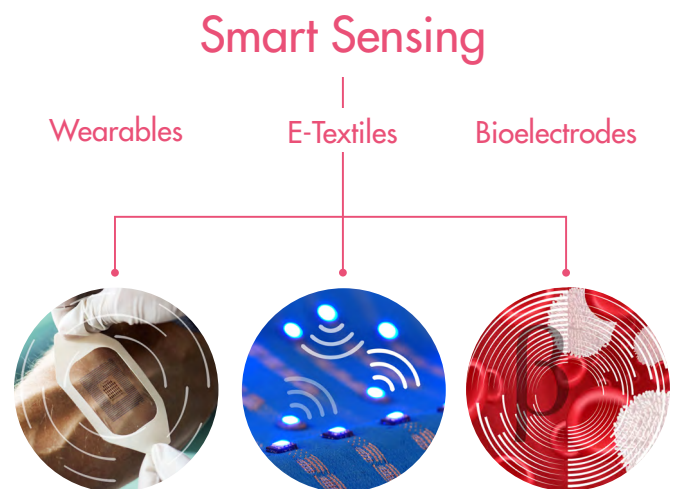 Smart Sensing
Wearables
E-Textiles
Bioelectrodes
β